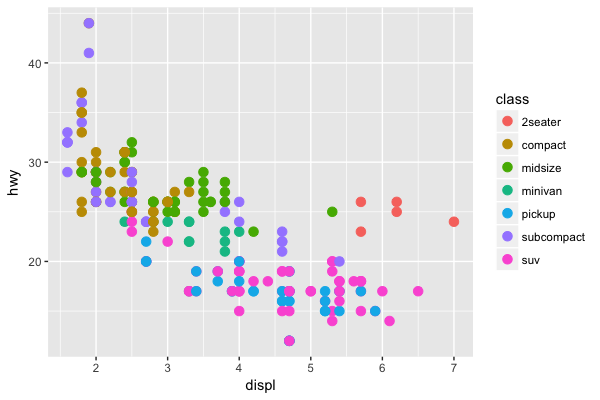 hwy
40
30
20
2
3
4
5
6
7
displ
class
2seater
compact
midsize
minivan
pickup
subcompact
suv